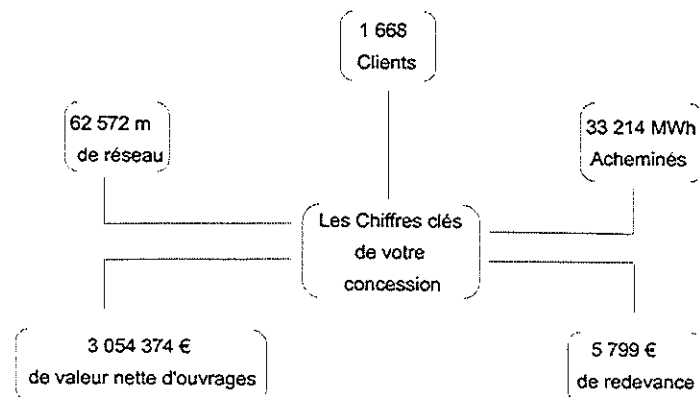 1 668
Clients
62 572 m
de réseau
33 214 MWh
Acheminés
Les Chiffres clés
de votre
concession
3 054 374 €
de valeur nette d'ouvrages
5 799 €
de redevance